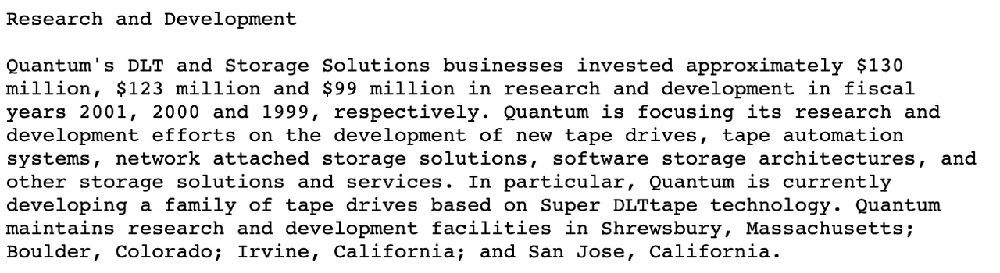 Research and Development
Quantum's DLT and Storage Solutions businesses invested approximately $130
million, $123 million and $99 million in research and development in fiscal
years 2001, 2000 and 1999, respectively. Quantum is focusing its research and
development efforts on the development of new tape drives, tape automation
systems, network attached storage solutions, software storage architectures, and
other storage solutions and services. In particular, Quantum is currently
developing a family of tape drives based on Super DLTtape technology. Quantum
maintains research and development facilities in Shrewsbury, Massachusetts;
Boulder, Colorado; Irvine, California; and San Jose, California.